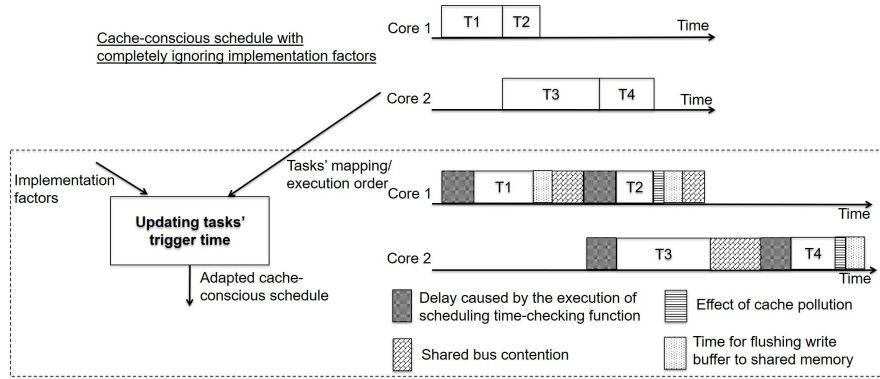 Cache-conscious schedule with
completely ignoring implementation factors
Core 1
T1
T2
Time
Core 2
T3
T4
Time
Implementation
factors
Tasks' mapping/
execution order
Updating tasks'
trigger time
Adapted cache-
conscious schedule
Core 1
T1
T2
Time
Core 2
T3
T4
Time
Delay caused by the execution of
scheduling time-checking function
Effect of cache pollution
Shared bus contention
Time for flushing write
buffer to shared memory